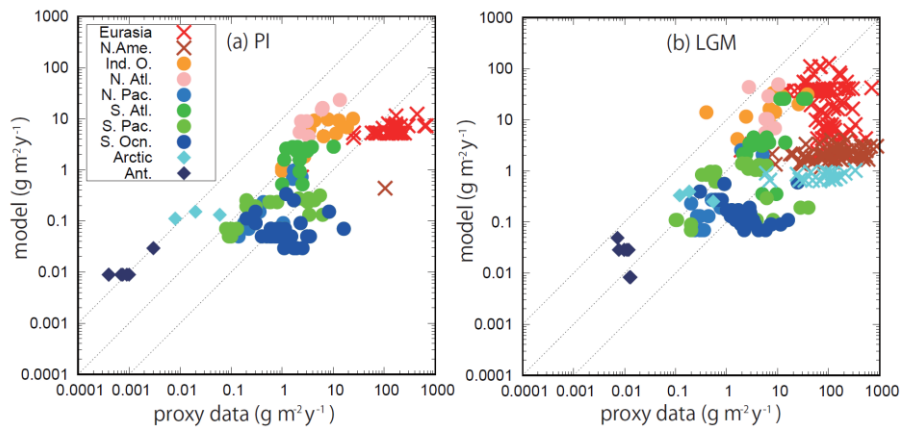 (a) PI
Eurasia
N.Ame.
Ind. O.
N. Atl.
N. Pac.
S. Atl.
S. Pac.
S. Ocn.
Arctic
Ant.
1000
100
10
1
0.1
0.01
0.001
0.0001
model (g m-2y-1)
0.0001 0.001 0.01 0.1 1 10 100 1000
proxy data (g m-2y-1)
(b) LGM
1000
100
10
1
0.1
0.01
0.001
0.0001
model (g m-2y-1)
0.0001 0.001 0.01 0.1 1 10 100 1000
proxy data (g m-2y-1)